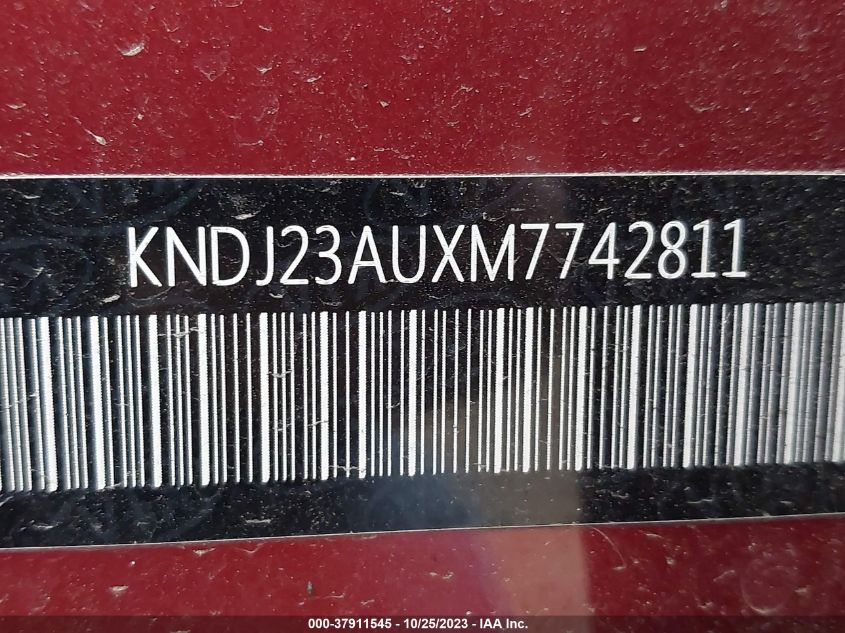 KNDJ23AUXM7742811
000-37911545 - 10/25/2023 - IAA Inc.